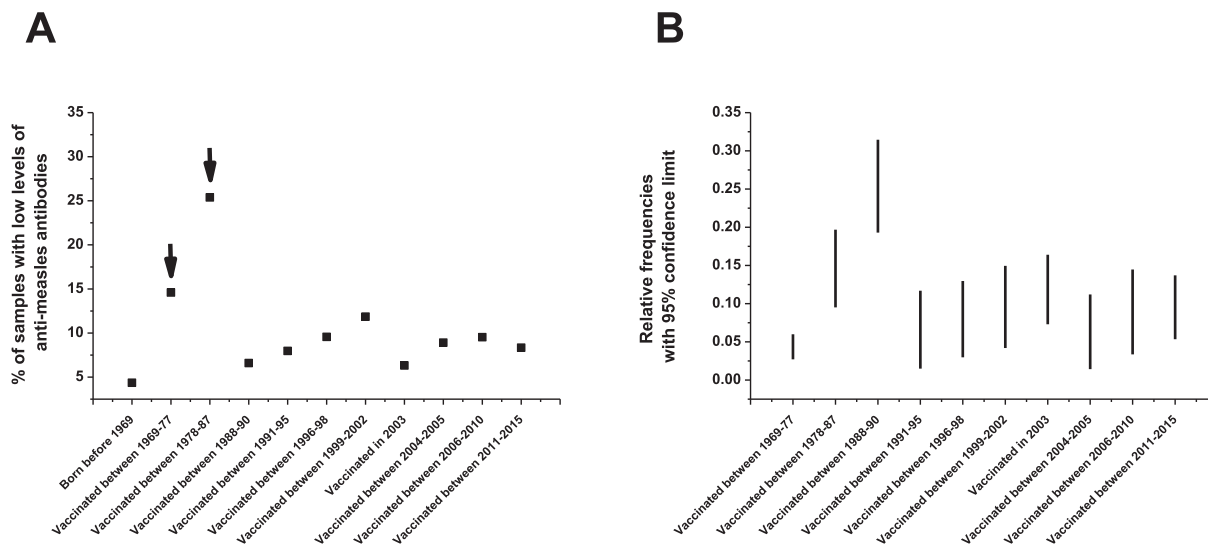 A
% of samples with low levels of
anti-measles antibodies
35
30
25
20
15
10
5
Born before 1969
Vaccinated between 1969-77
Vaccinated between 1978-87
Vaccinated between 1988-90
Vaccinated between 1991-95
Vaccinated between 1996-98
Vaccinated between 1999-2002
Vaccinated in 2003
Vaccinated between 2004-2005
Vaccinated between 2006-2010
Vaccinated between 2011-2015
B
Relative frequencies
with 95% confidence limit
0.35
0.30
0.25
0.20
0.15
0.10
0.05
0.00
Vaccinated between 1969-77
Vaccinated between 1978-87
Vaccinated between 1988-90
Vaccinated between 1991-95
Vaccinated between 1996-98
Vaccinated between 1999-2002
Vaccinated in 2003
Vaccinated between 2004-2005
Vaccinated between 2006-2010
Vaccinated between 2011-2015